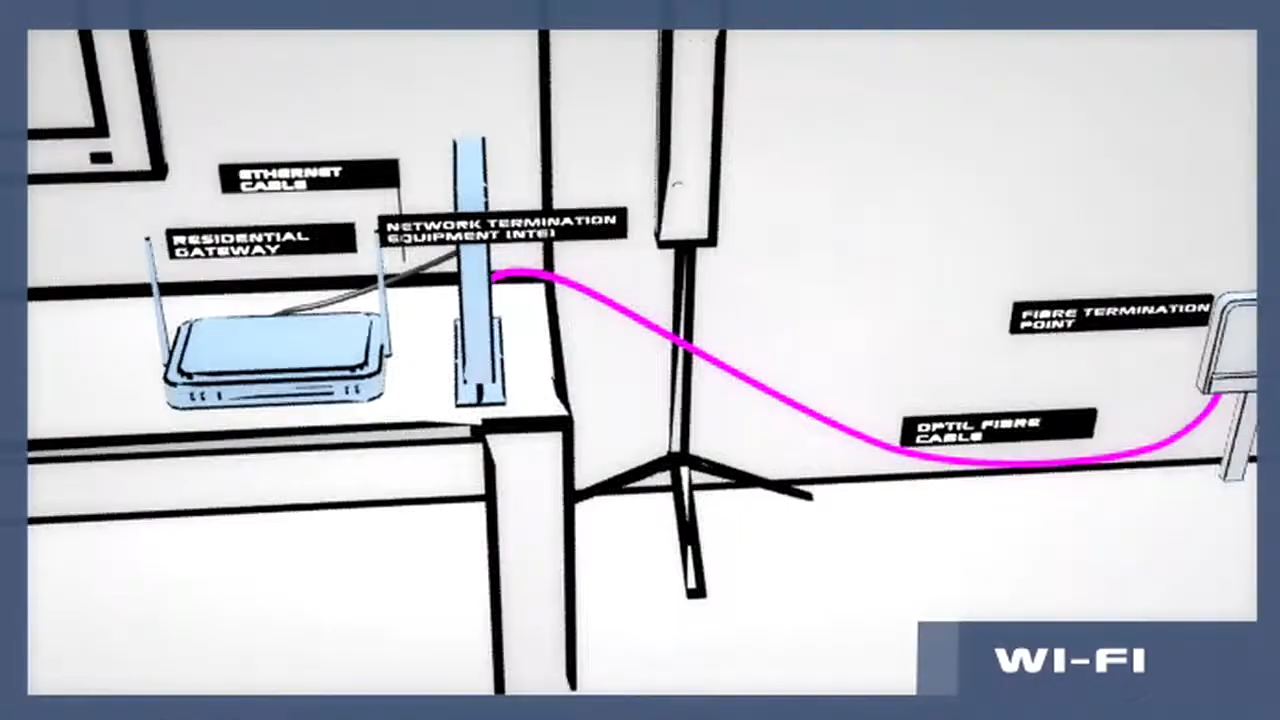 ETHERNET
CABLE
RESIDENTIAL
GATEWAY
NETWORK TERMINATION
EQUIPMENT (NTE)
FIBRE TERMINATION
POINT
OPTIL FIBRE
CABLE
WI-FI